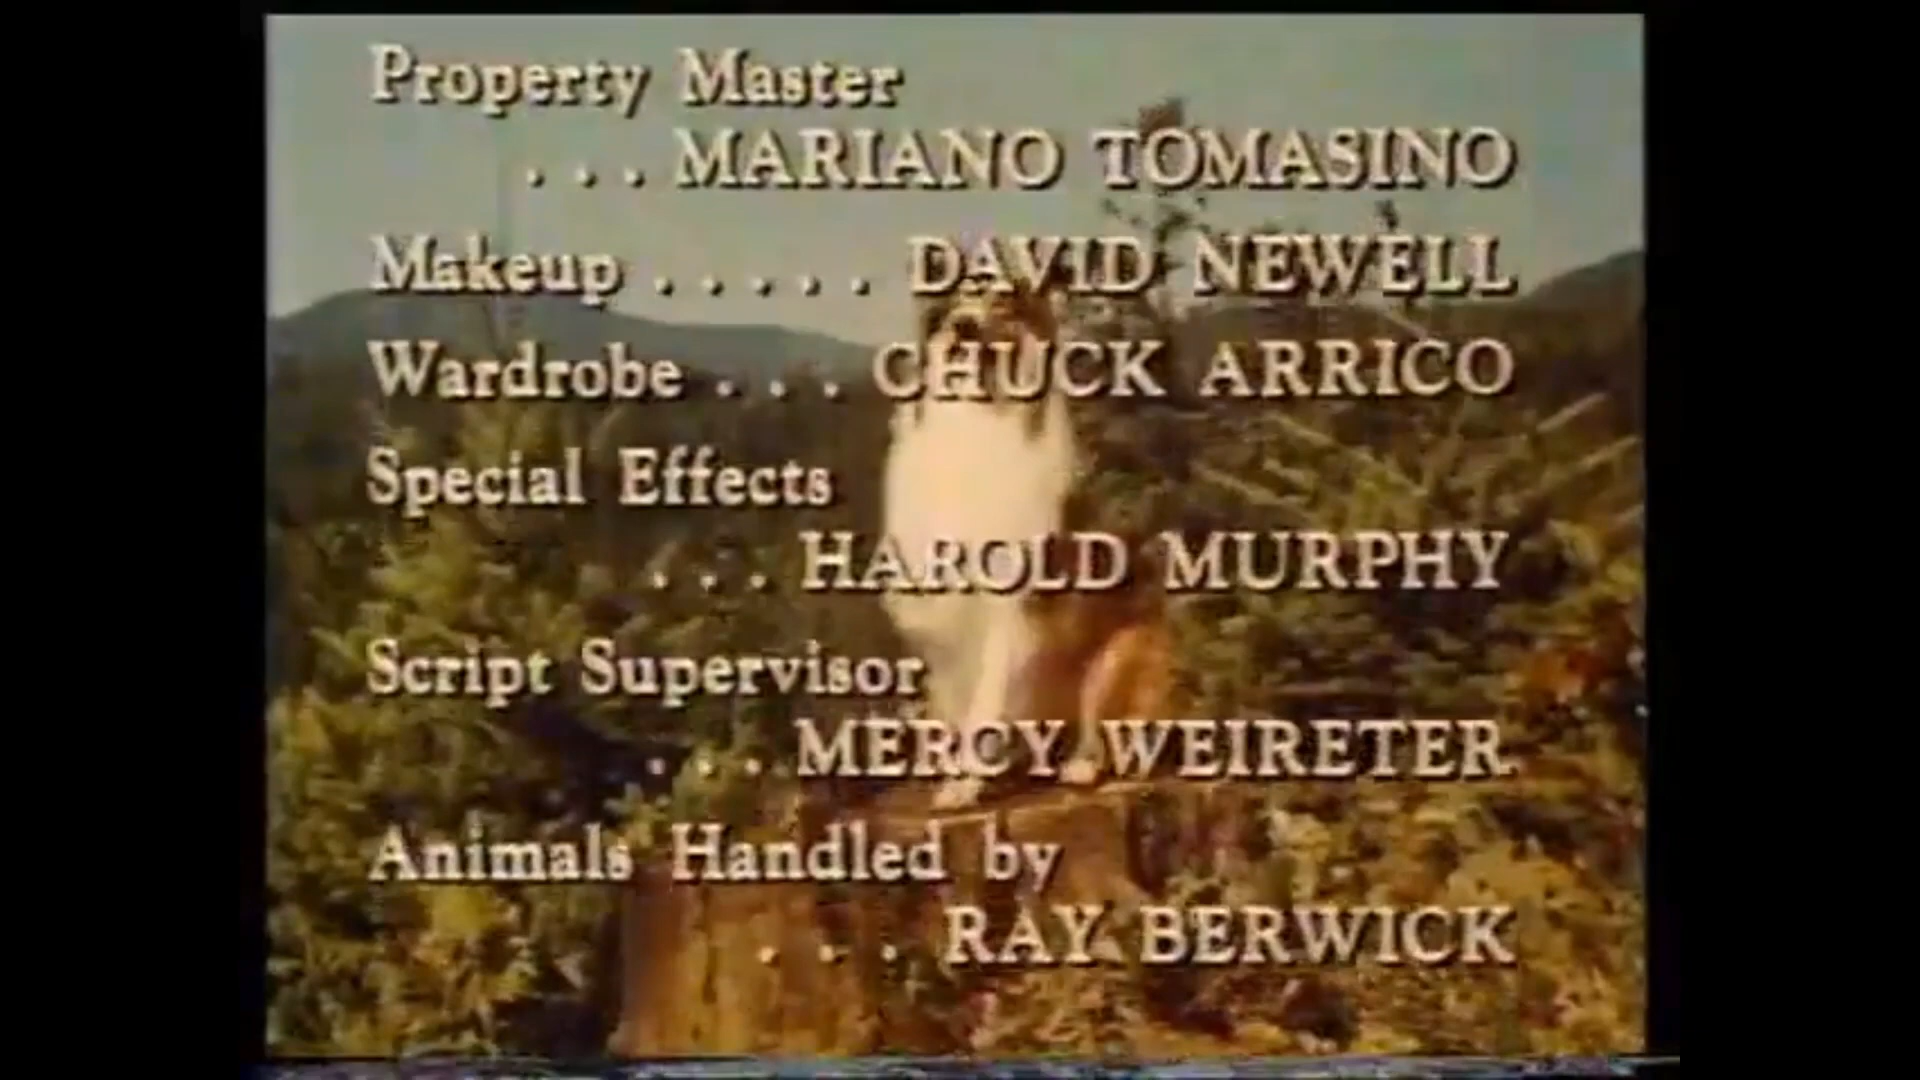 Property Master
. . . MARIANO TOMASINO
Makeup . . . . . DAVID NEWELL
Wardrobe . . . CHUCK ARRICO
Special Effects
. . . HAROLD MURPHY
Script Supervisor
. . . MERCY WEIRETER
Animals Handled by
. . . RAY BERWICK